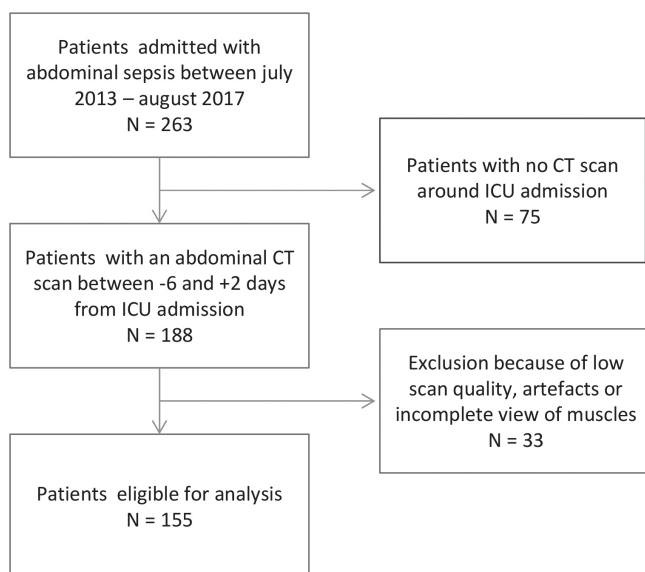 Patients admitted with
abdominal sepsis between july
2013 – august 2017
N = 263
Patients with no CT scan
around ICU admission
N = 75
Patients with an abdominal CT
scan between -6 and +2 days
from ICU admission
N = 188
Exclusion because of low
scan quality, artefacts or
incomplete view of muscles
N = 33
Patients eligible for analysis
N = 155